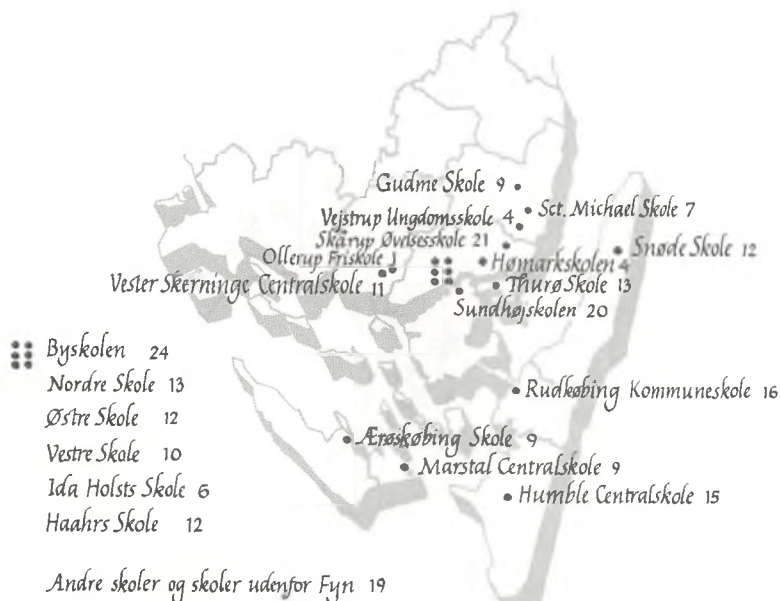 Gudme Skole 9
Sct. Michael Skole 7
Vejstrup Ungdomsskole 4
Skårup Øvelsesskole 21
Snøde Skole 12
Ollerup Friskole 1
Hømarkskolen 4
Vester Skerninge Centralskole 11
Thurø Skole 13
Sundhøjskolen 20
Byskolen 24
Nordre Skole 13
Rudkøbing Kommuneskole 16
Østre Skole 12
Vestre Skole 10
Ærøskøbing Skole 9
Marstal Centralskole 9
Ida Holsts Skole 6
Humble Centralskole 15
Haahrs Skole 12
Andre skoler og skoler udenfor Fyn 19